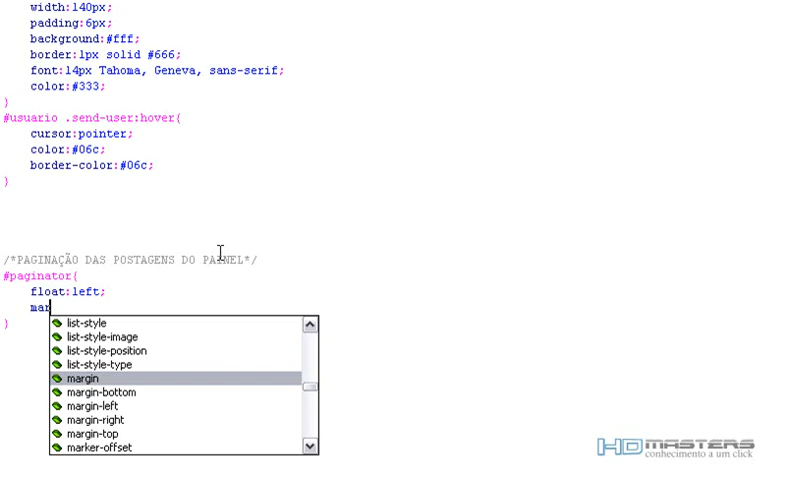 width:140px;
padding:6px;
background:#fff;
border:1px solid #666;
font:14px Tahoma, Geneva, sans-serif;
color:#333;
}
#usuario .send-user:hover{
cursor:pointer;
color:#06c;
border-color:#06c;
}
/*PAGINAÇÃO DAS POSTAGENS DO PAINEL*/
#paginator{
float:left;
mar
}
list-style
list-style-image
list-style-position
list-style-type
margin
margin-bottom
margin-left
margin-right
margin-top
marker-offset
HDMASTERS
conhecimento a um click